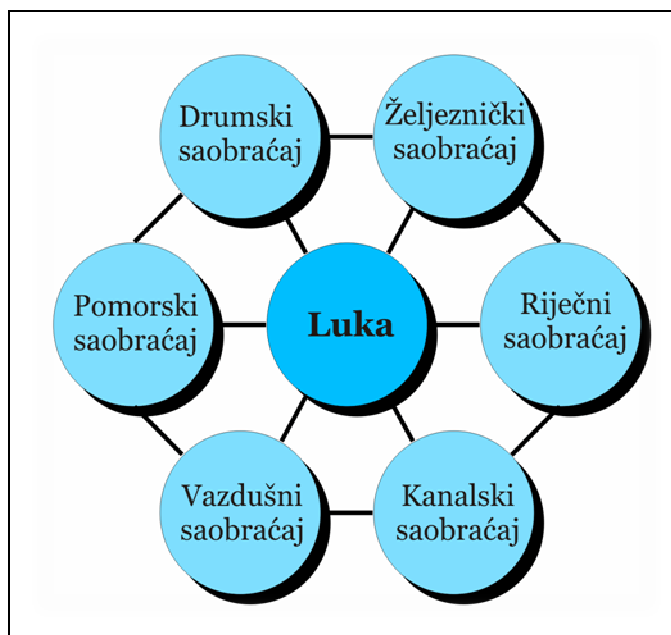 Drumski
saobraćaj
Željeznički
saobraćaj
Pomorski
saobraćaj
Luka
Riječni
saobraćaj
Vazdušni
saobraćaj
Kanalski
saobraćaj